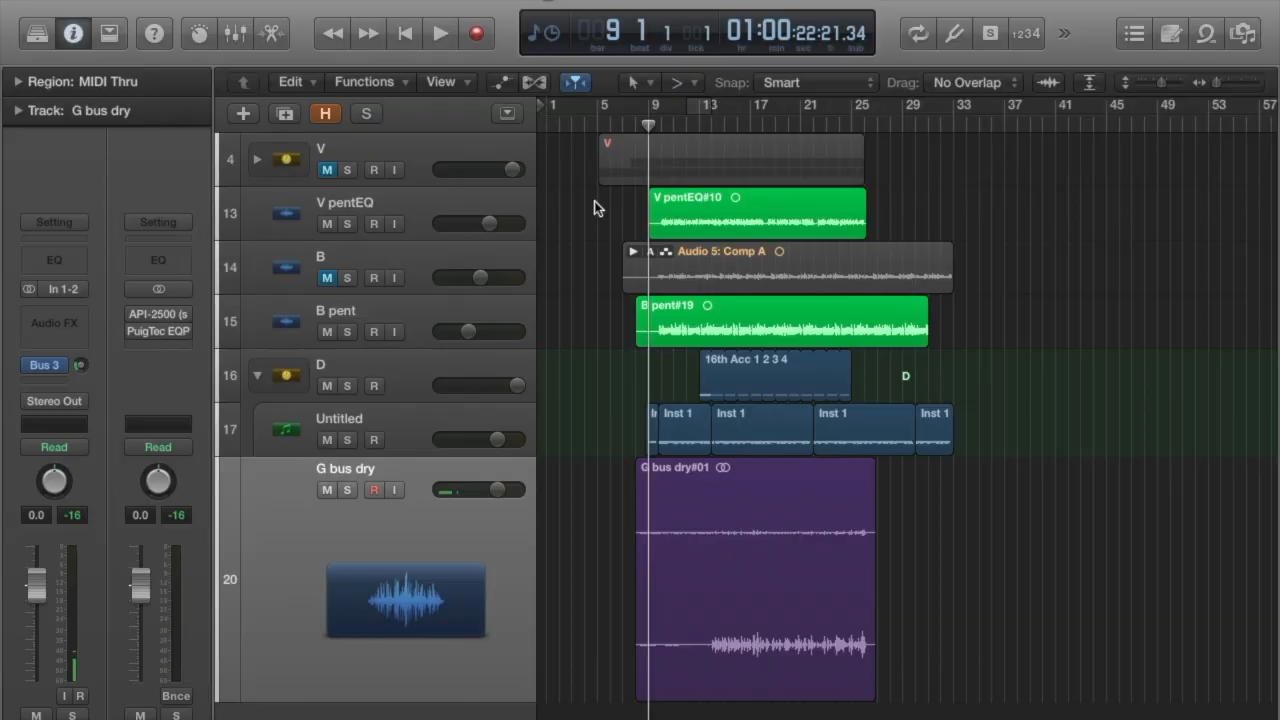 9 1 1 1 01:00:22:21.34
bar beat div tick hr min sec fr sub
1234
Region: MIDI Thru
Edit Functions View Snap: Smart Drag: No Overlap
Track: G bus dry
H S
1 5 9 13 17 21 25 29 33 37 41 45 49 53 57
4 V
M S R I
V
13 V pentEQ
M S R I
V pentEQ#10
14 B
M S R I
A Audio 5: Comp A
15 B pent
M S R I
B pent#19
16 D
M S R
16th Acc 1 2 3 4
D
17 Untitled
M S R
Inst 1 Inst 1 Inst 1 Inst 1
20 G bus dry
M S R I
G bus dry#01
Setting Setting
EQ EQ
In 1-2
Audio FX
API-2500 (s
PuigTec EQP
Bus 3
Stereo Out
Read Read
0.0 -16 0.0 -16
I R Bnce
M S M S